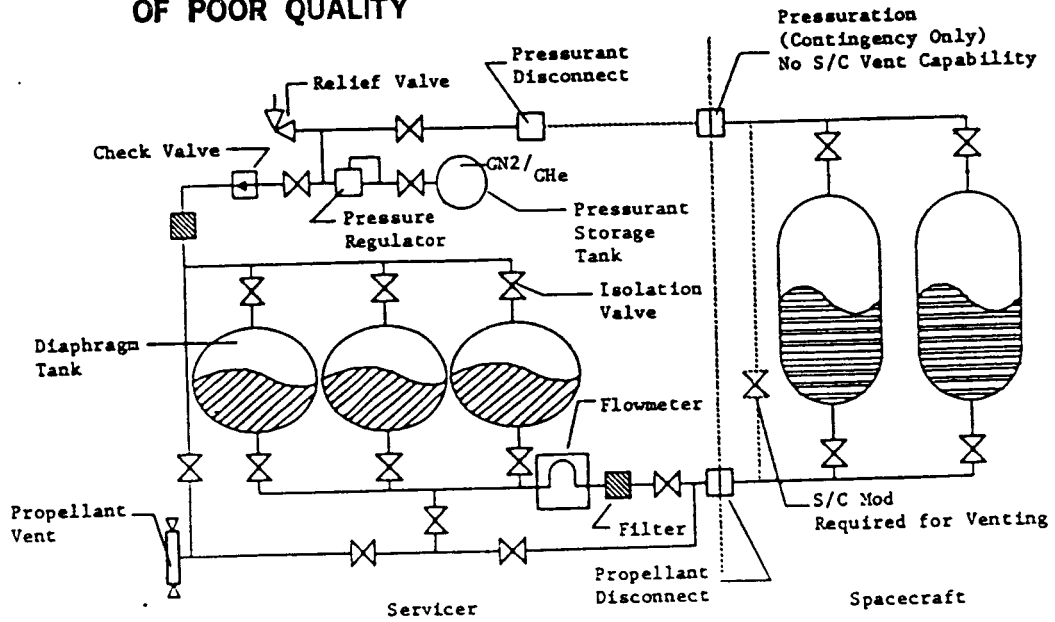 OF POOR QUALITY
Pressuration
(Contingency Only)
No S/C Vent Capability
Pressurant
Disconnect
Relief Valve
Check Valve
GN2/
GHe
Pressure
Regulator
Pressurant
Storage
Tank
Isolation
Valve
Diaphragm
Tank
Flowmeter
Propellant
Vent
Filter
S/C Mod
Required for Venting
Propellant
Disconnect
Servicer
Spacecraft